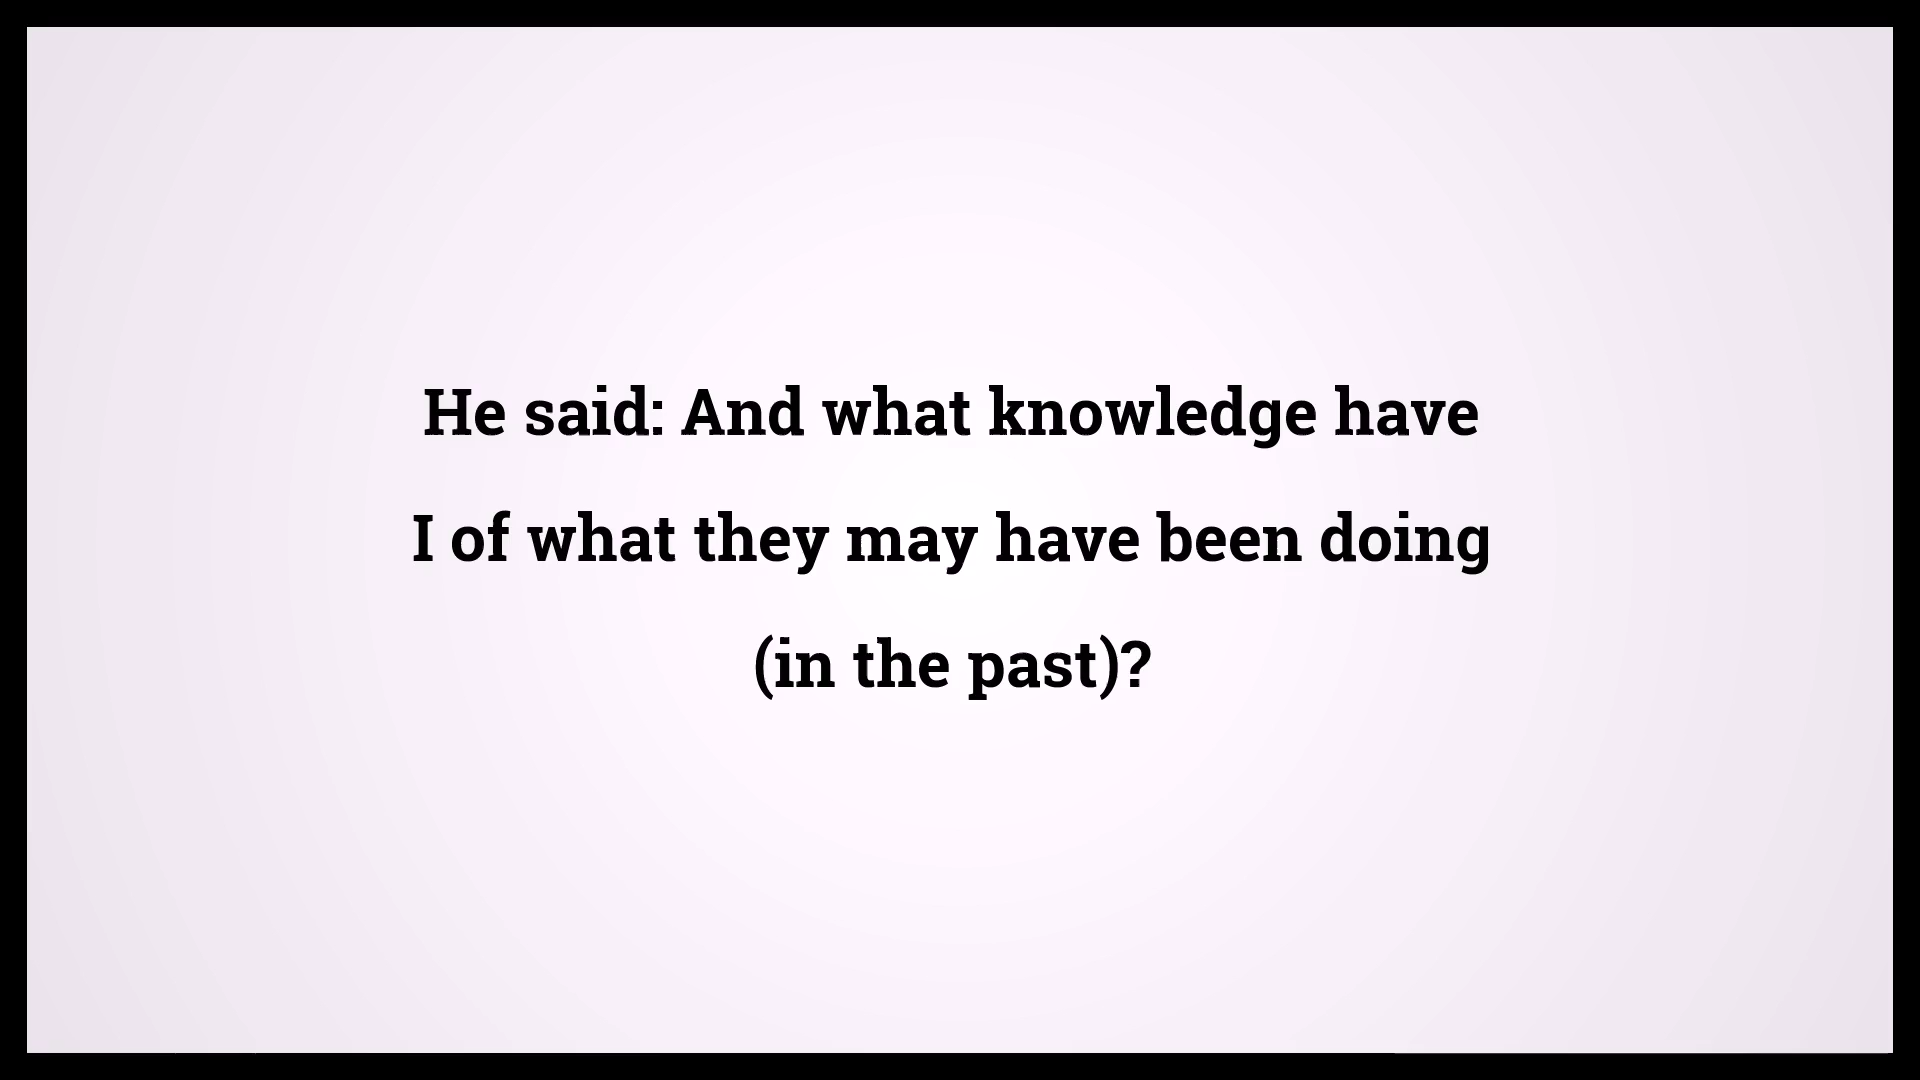 He said: And what knowledge have
I of what they may have been doing
(in the past)?